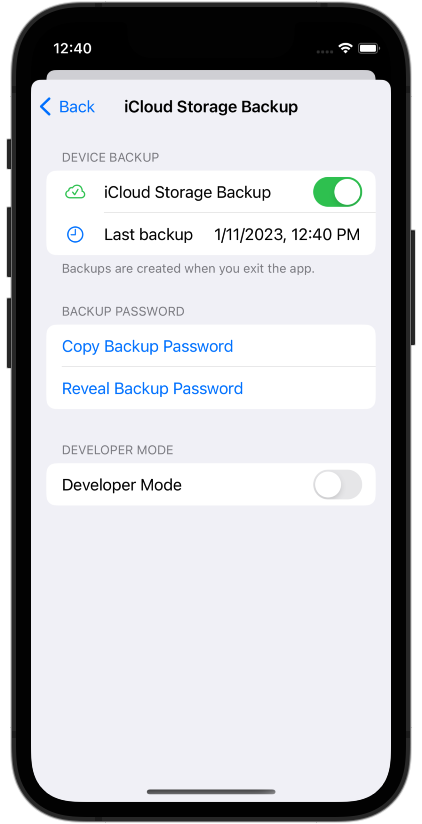 12:40
Back
iCloud Storage Backup
DEVICE BACKUP
iCloud Storage Backup
Last backup 1/11/2023, 12:40 PM
Backups are created when you exit the app.
BACKUP PASSWORD
Copy Backup Password
Reveal Backup Password
DEVELOPER MODE
Developer Mode